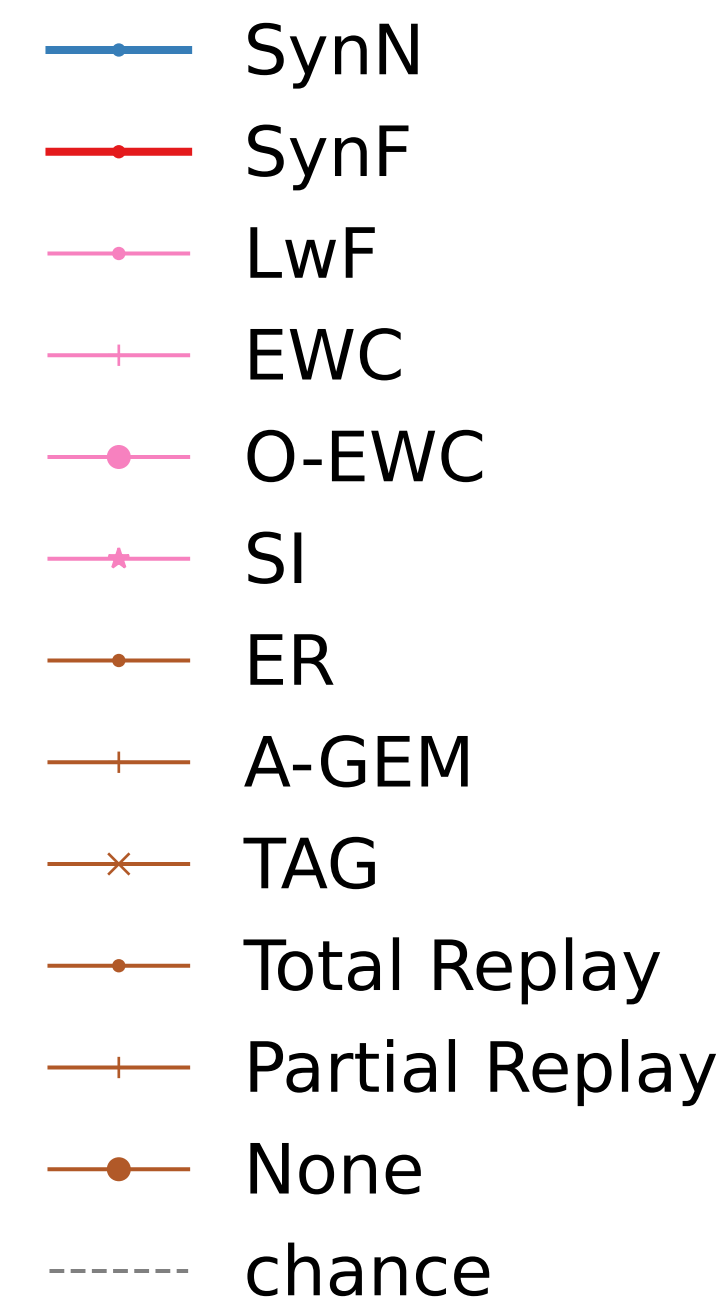 SynN
SynF
LwF
EWC
O-EWC
SI
ER
A-GEM
TAG
Total Replay
Partial Replay
None
chance